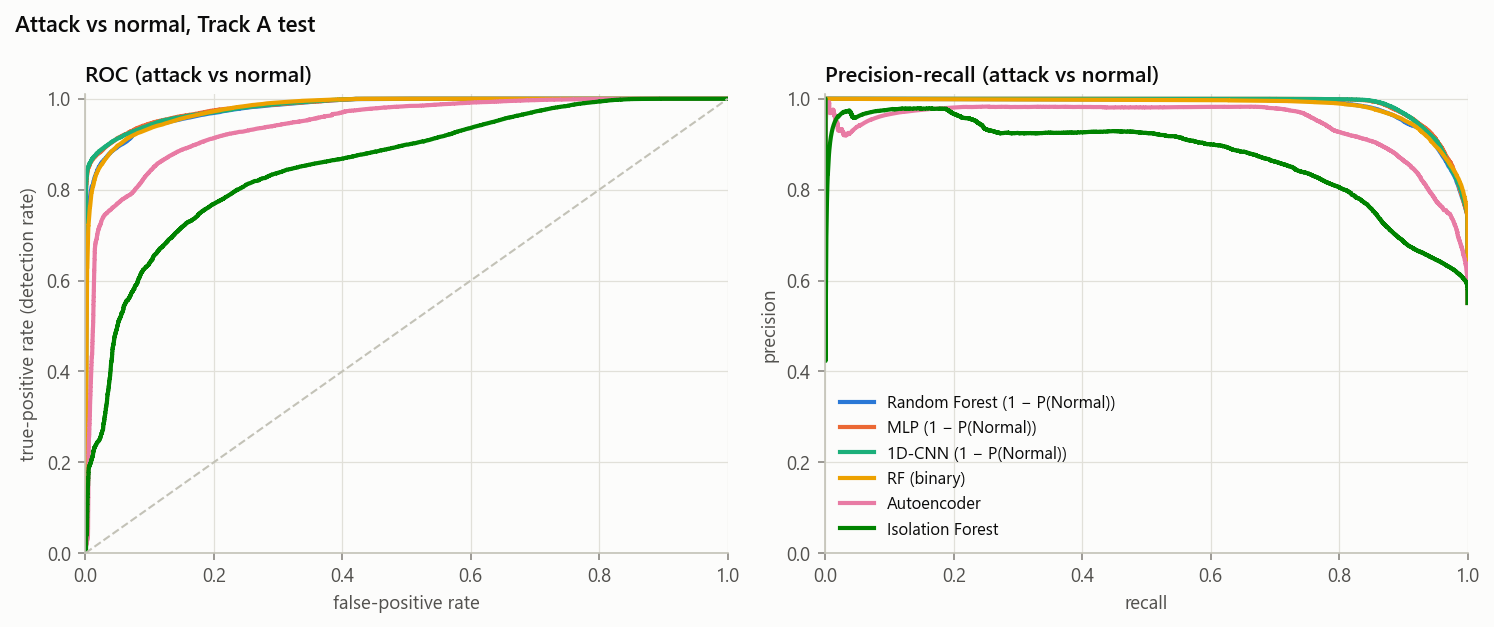 Attack vs normal, Track A test
ROC (attack vs normal)
1.0
0.8
0.6
0.4
0.2
0.0
true-positive rate (detection rate)
0.0 0.2 0.4 0.6 0.8 1.0
false-positive rate
Precision-recall (attack vs normal)
1.0
0.8
0.6
0.4
0.2
0.0
precision
Random Forest (1 − P(Normal))
MLP (1 − P(Normal))
1D-CNN (1 − P(Normal))
RF (binary)
Autoencoder
Isolation Forest
0.0 0.2 0.4 0.6 0.8 1.0
recall